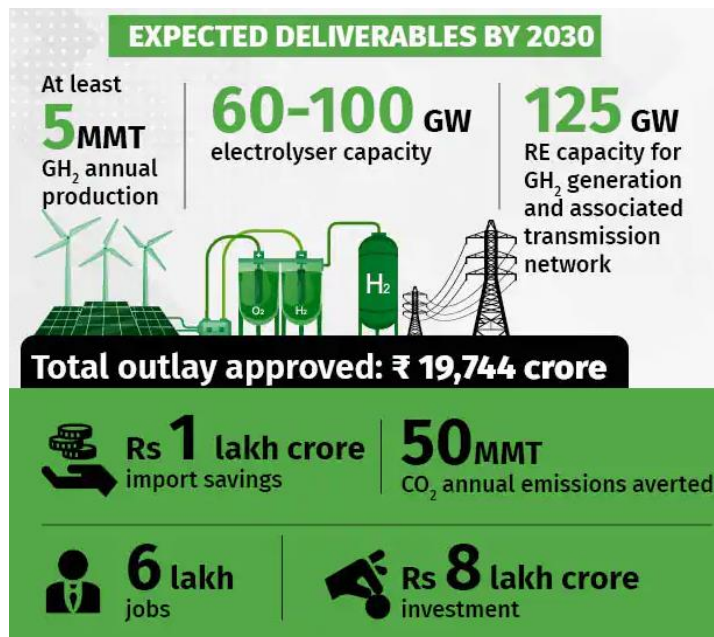 EXPECTED DELIVERABLES BY 2030
At least
5MMT
GH₂ annual
production
60-100 GW
electrolyser capacity
125 GW
RE capacity for
GH₂ generation
and associated
transmission
network
O₂
H₂
H₂
Total outlay approved: ₹ 19,744 crore
Rs 1 lakh crore
import savings
50MMT
CO₂ annual emissions averted
6 lakh
jobs
Rs 8 lakh crore
investment